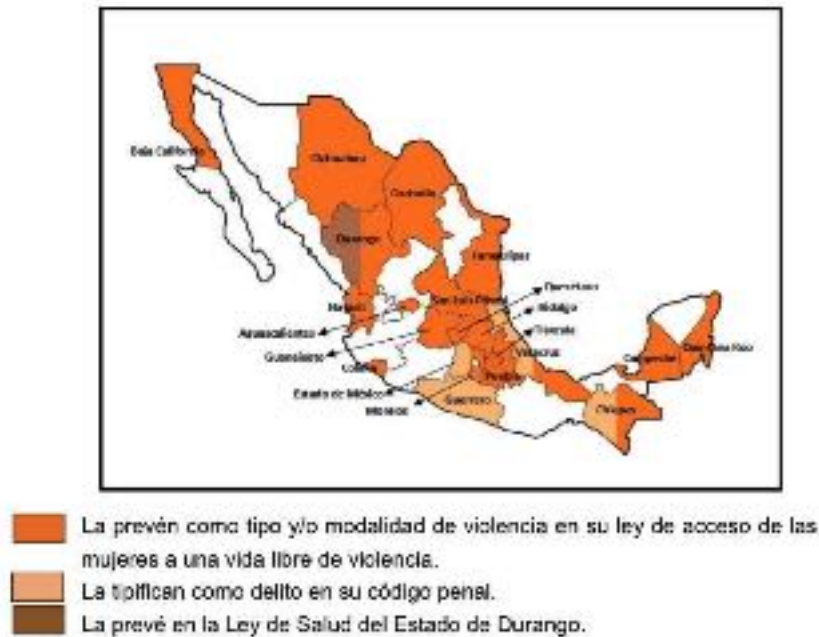 Baja California
Chihuahua
Coahuila
Durango
Tamaulipas
Nayarit
San Luis Potosí
Querétaro
Hidalgo
Tlaxcala
Aguascalientes
Guanajuato
Veracruz
Campeche
Quintana Roo
Colima
Puebla
Estado de México
Morelos
Guerrero
Chiapas
La prevén como tipo y/o modalidad de violencia en su ley de acceso de las
mujeres a una vida libre de violencia.
La tipifican como delito en su código penal.
La prevé en la Ley de Salud del Estado de Durango.